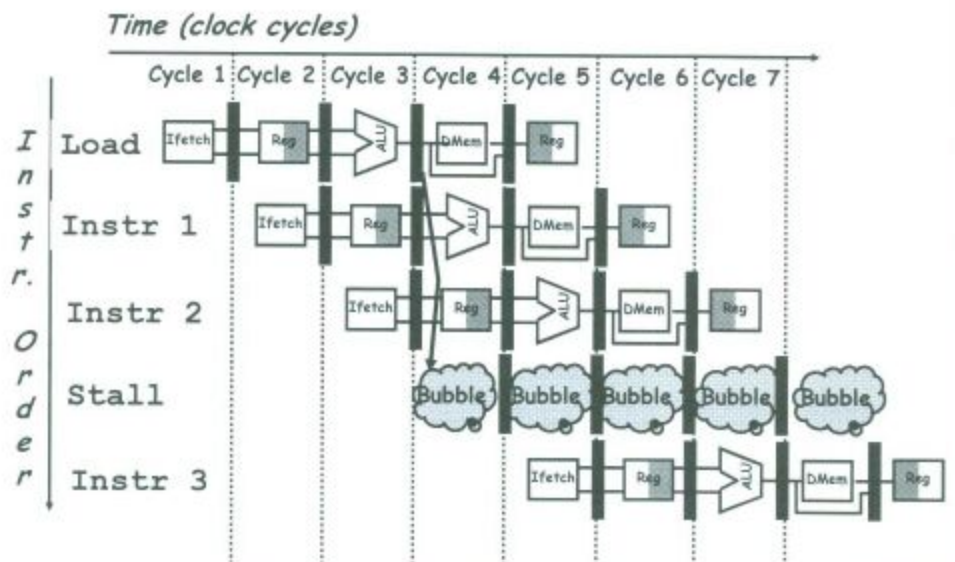 Time (clock cycles)
Cycle 1 Cycle 2 Cycle 3 Cycle 4 Cycle 5 Cycle 6 Cycle 7
Instr. Order
Load Ifetch Reg ALU DMem Reg
Instr 1 Ifetch Reg ALU DMem Reg
Instr 2 Ifetch Reg ALU DMem Reg
Stall Bubble Bubble Bubble Bubble Bubble
Instr 3 Ifetch Reg ALU DMem Reg